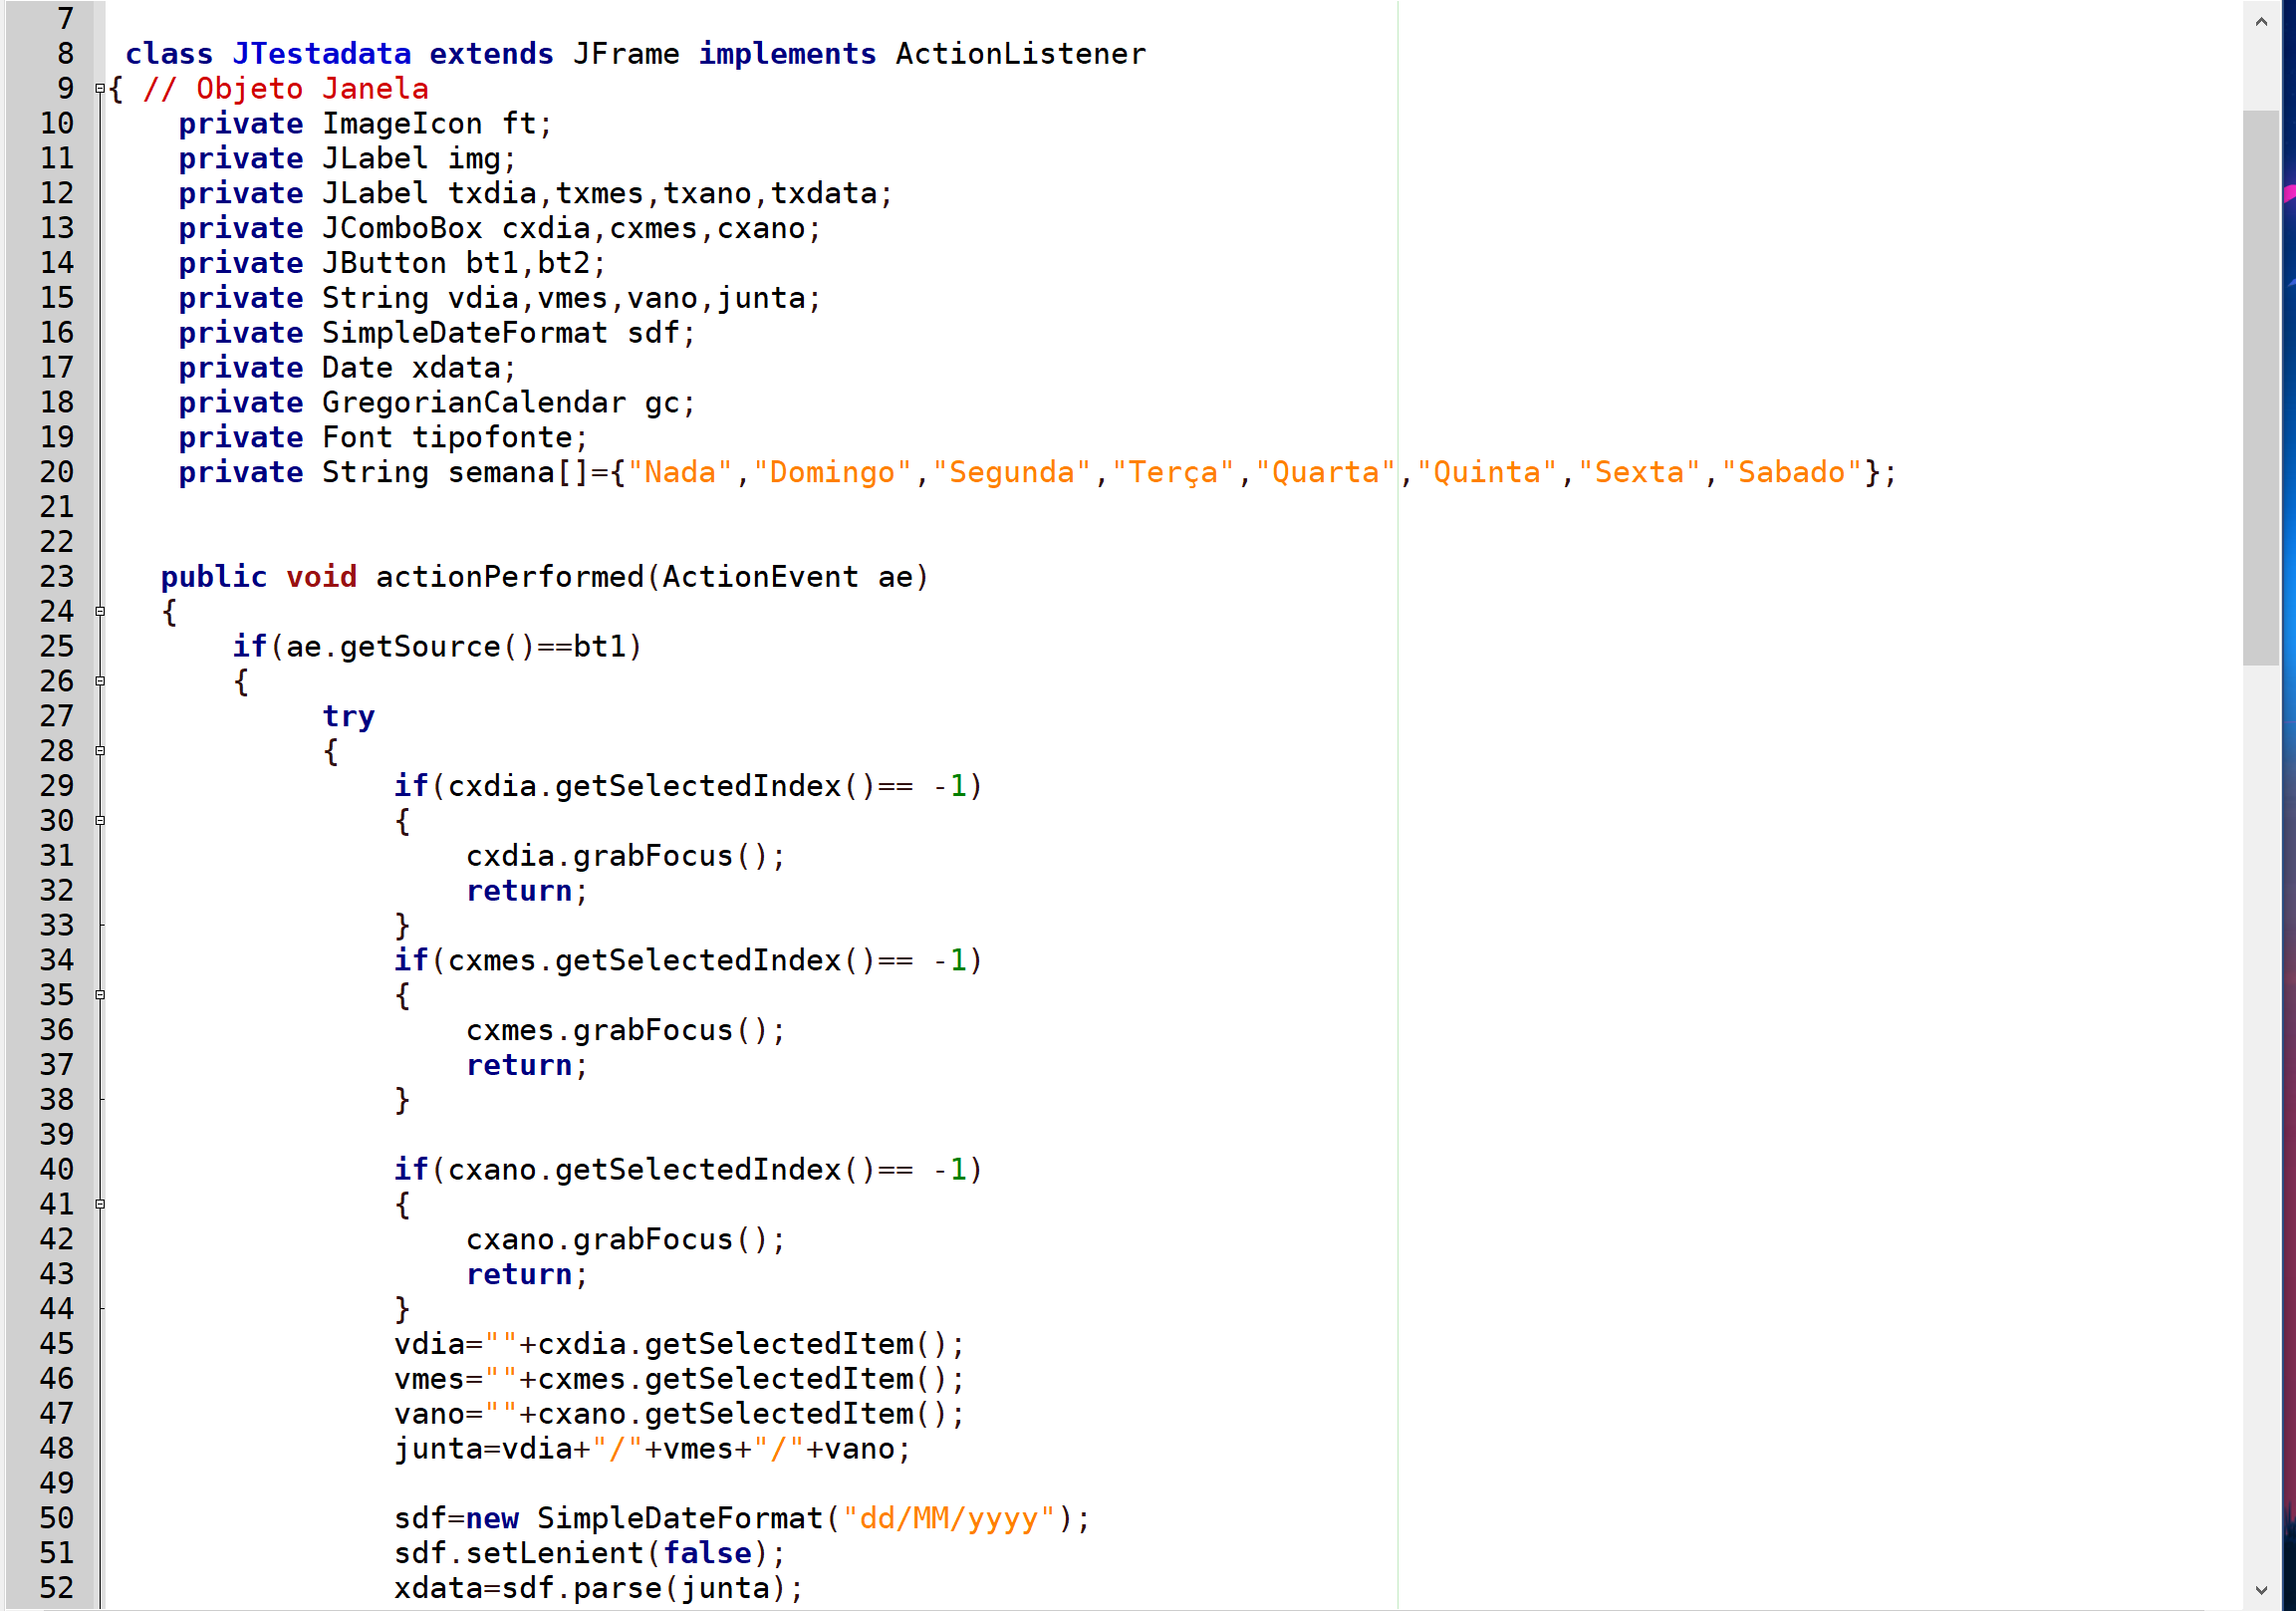 7
8 class JTestadata extends JFrame implements ActionListener
9 { // Objeto Janela
10 private ImageIcon ft;
11 private JLabel img;
12 private JLabel txdia,txmes,txano,txdata;
13 private JComboBox cxdia,cxmes,cxano;
14 private JButton bt1,bt2;
15 private String vdia,vmes,vano,junta;
16 private SimpleDateFormat sdf;
17 private Date xdata;
18 private GregorianCalendar gc;
19 private Font tipofonte;
20 private String semana[]={"Nada","Domingo","Segunda","Terça","Quarta","Quinta","Sexta","Sabado"};
21
22
23 public void actionPerformed(ActionEvent ae)
24 {
25 if(ae.getSource()==bt1)
26 {
27 try
28 {
29 if(cxdia.getSelectedIndex()== -1)
30 {
31 cxdia.grabFocus();
32 return;
33 }
34 if(cxmes.getSelectedIndex()== -1)
35 {
36 cxmes.grabFocus();
37 return;
38 }
39
40 if(cxano.getSelectedIndex()== -1)
41 {
42 cxano.grabFocus();
43 return;
44 }
45 vdia=""+cxdia.getSelectedItem();
46 vmes=""+cxmes.getSelectedItem();
47 vano=""+cxano.getSelectedItem();
48 junta=vdia+"/"+vmes+"/"+vano;
49
50 sdf=new SimpleDateFormat("dd/MM/yyyy");
51 sdf.setLenient(false);
52 xdata=sdf.parse(junta);